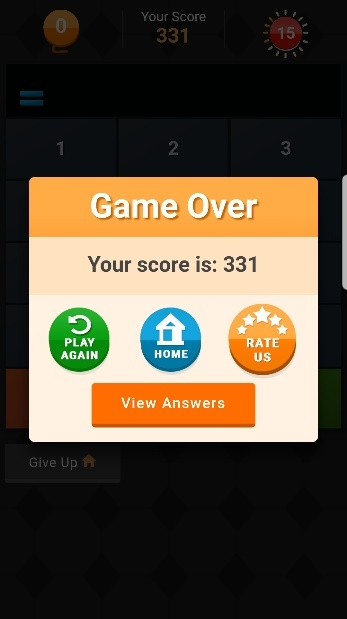 0
Your Score
331
15
=
1 2 3
Game Over
Your score is: 331
PLAY
AGAIN
HOME
RATE
US
View Answers
Give Up